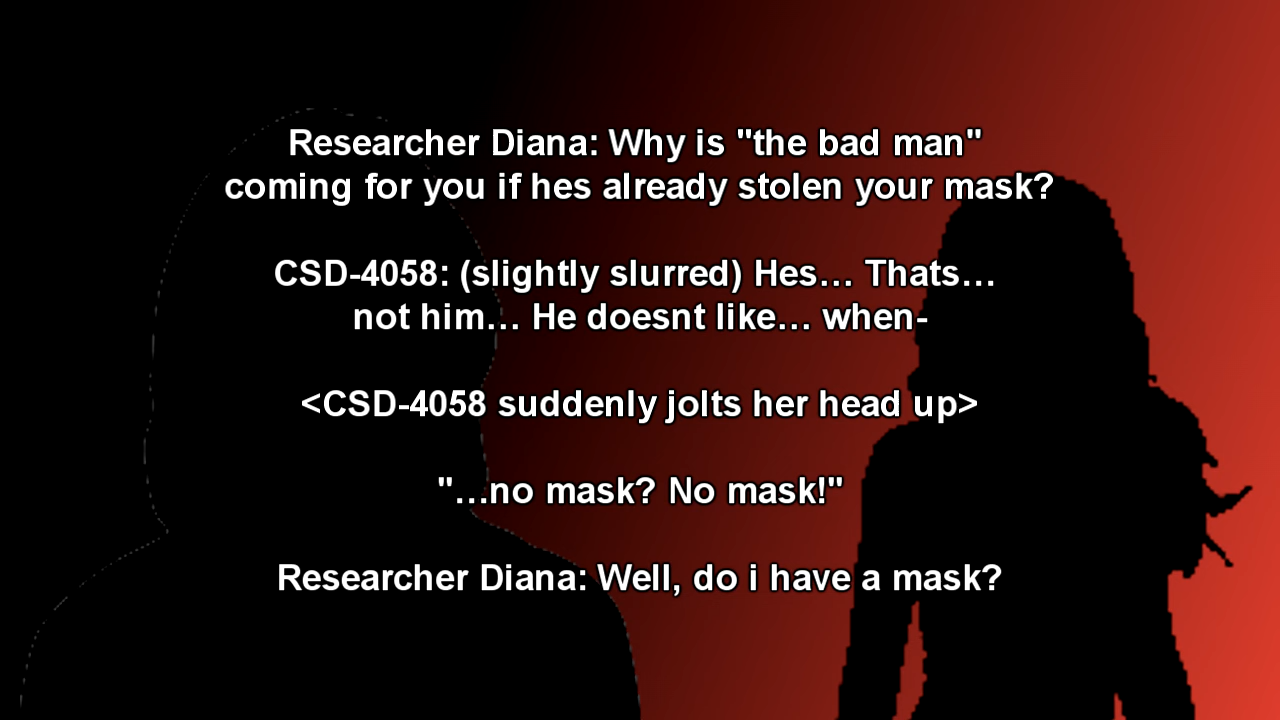 Researcher Diana: Why is "the bad man"
coming for you if hes already stolen your mask?
CSD-4058: (slightly slurred) Hes... Thats...
not him... He doesnt like... when-
<CSD-4058 suddenly jolts her head up>
"...no mask? No mask!"
Researcher Diana: Well, do i have a mask?